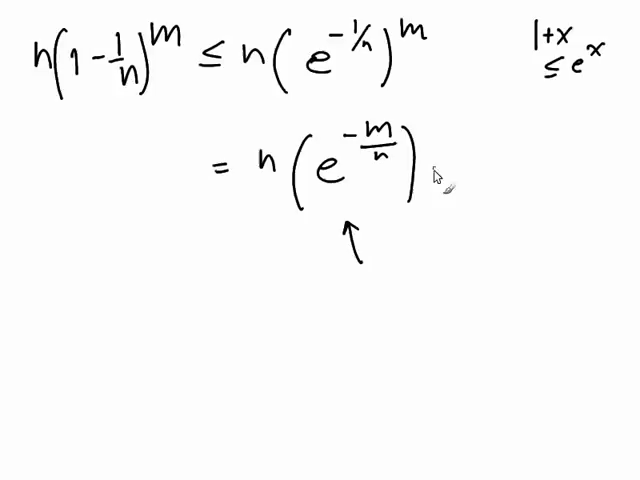 n(1 - 1/n)^m ≤ n(e^{-1/n})^m
1+x
≤ e^x
= n(e^{-m/n})